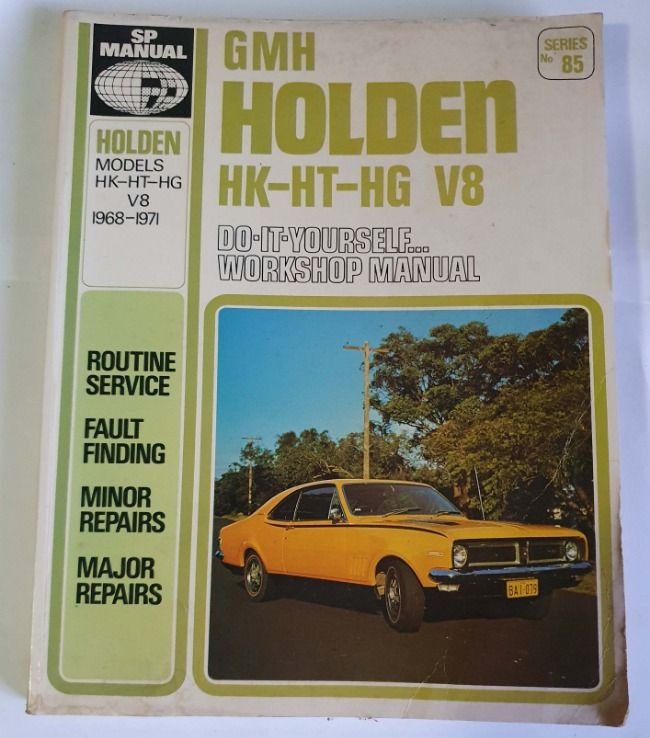 SP
MANUAL
HOLDEN
MODELS
HK-HT-HG
V8
1968-1971
ROUTINE
SERVICE
FAULT
FINDING
MINOR
REPAIRS
MAJOR
REPAIRS
GMH
HOLDEN
HK-HT-HG V8
DO-IT-YOURSELF...
WORKSHOP MANUAL
SERIES
No 85
BAI-079